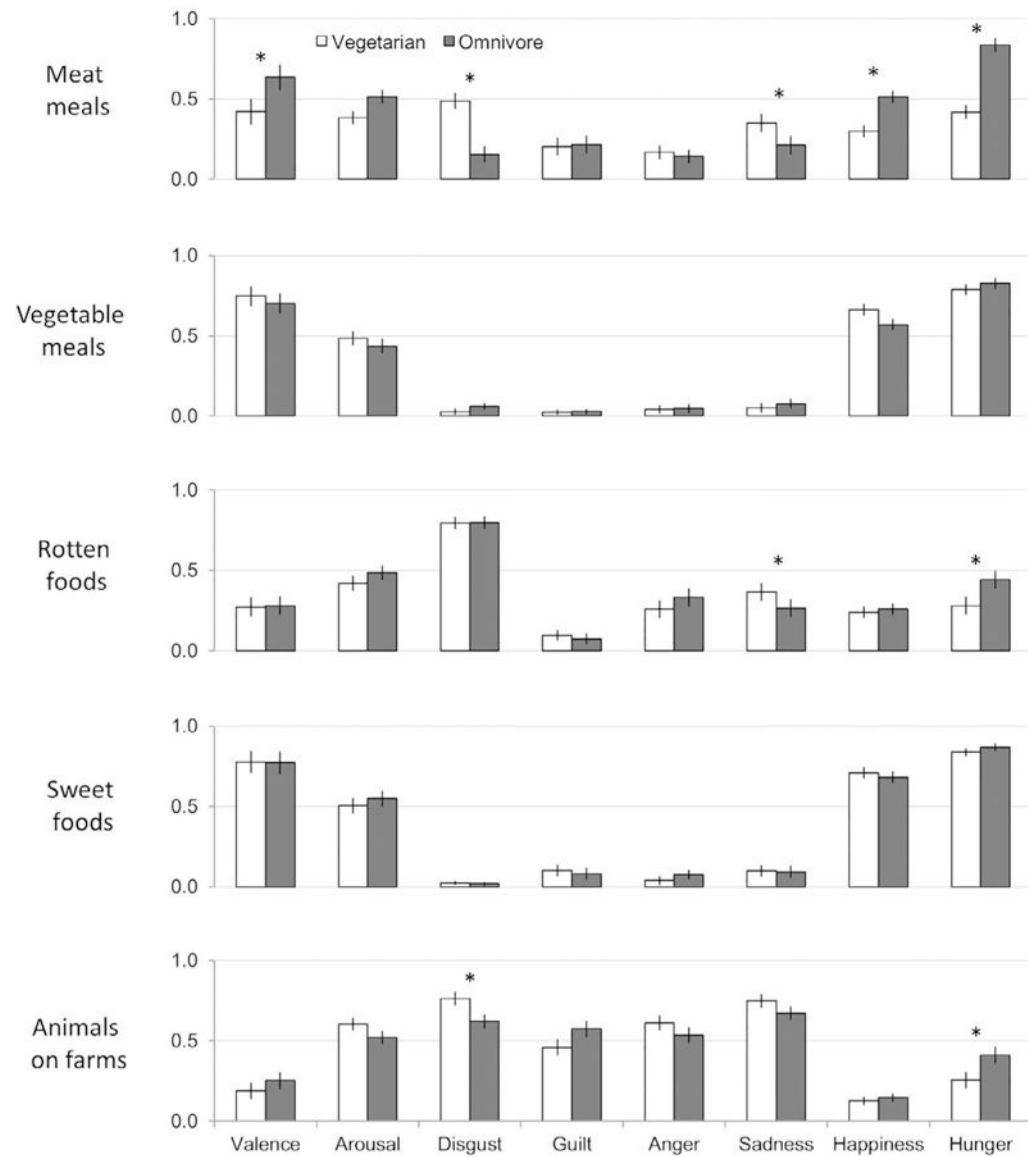 Vegetarian Omnivore
Meat
meals
1.0
0.5
0.0
* * * * *
Vegetable
meals
1.0
0.5
0.0
Rotten
foods
1.0
0.5
0.0
* *
Sweet
foods
1.0
0.5
0.0
Animals
on farms
1.0
0.5
0.0
* *
Valence Arousal Disgust Guilt Anger Sadness Happiness Hunger